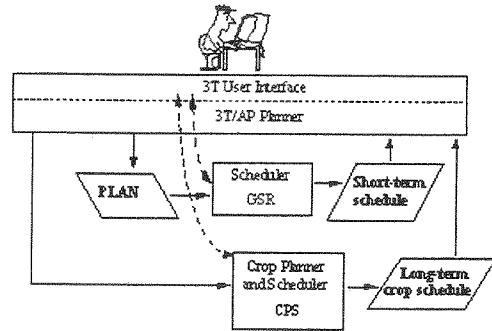 3T User Interface
3T/AP Planner
PLAN
Scheduler
GSR
Short-term
schedule
Crop Planner
and Scheduler
CPS
Long-term
crop schedule